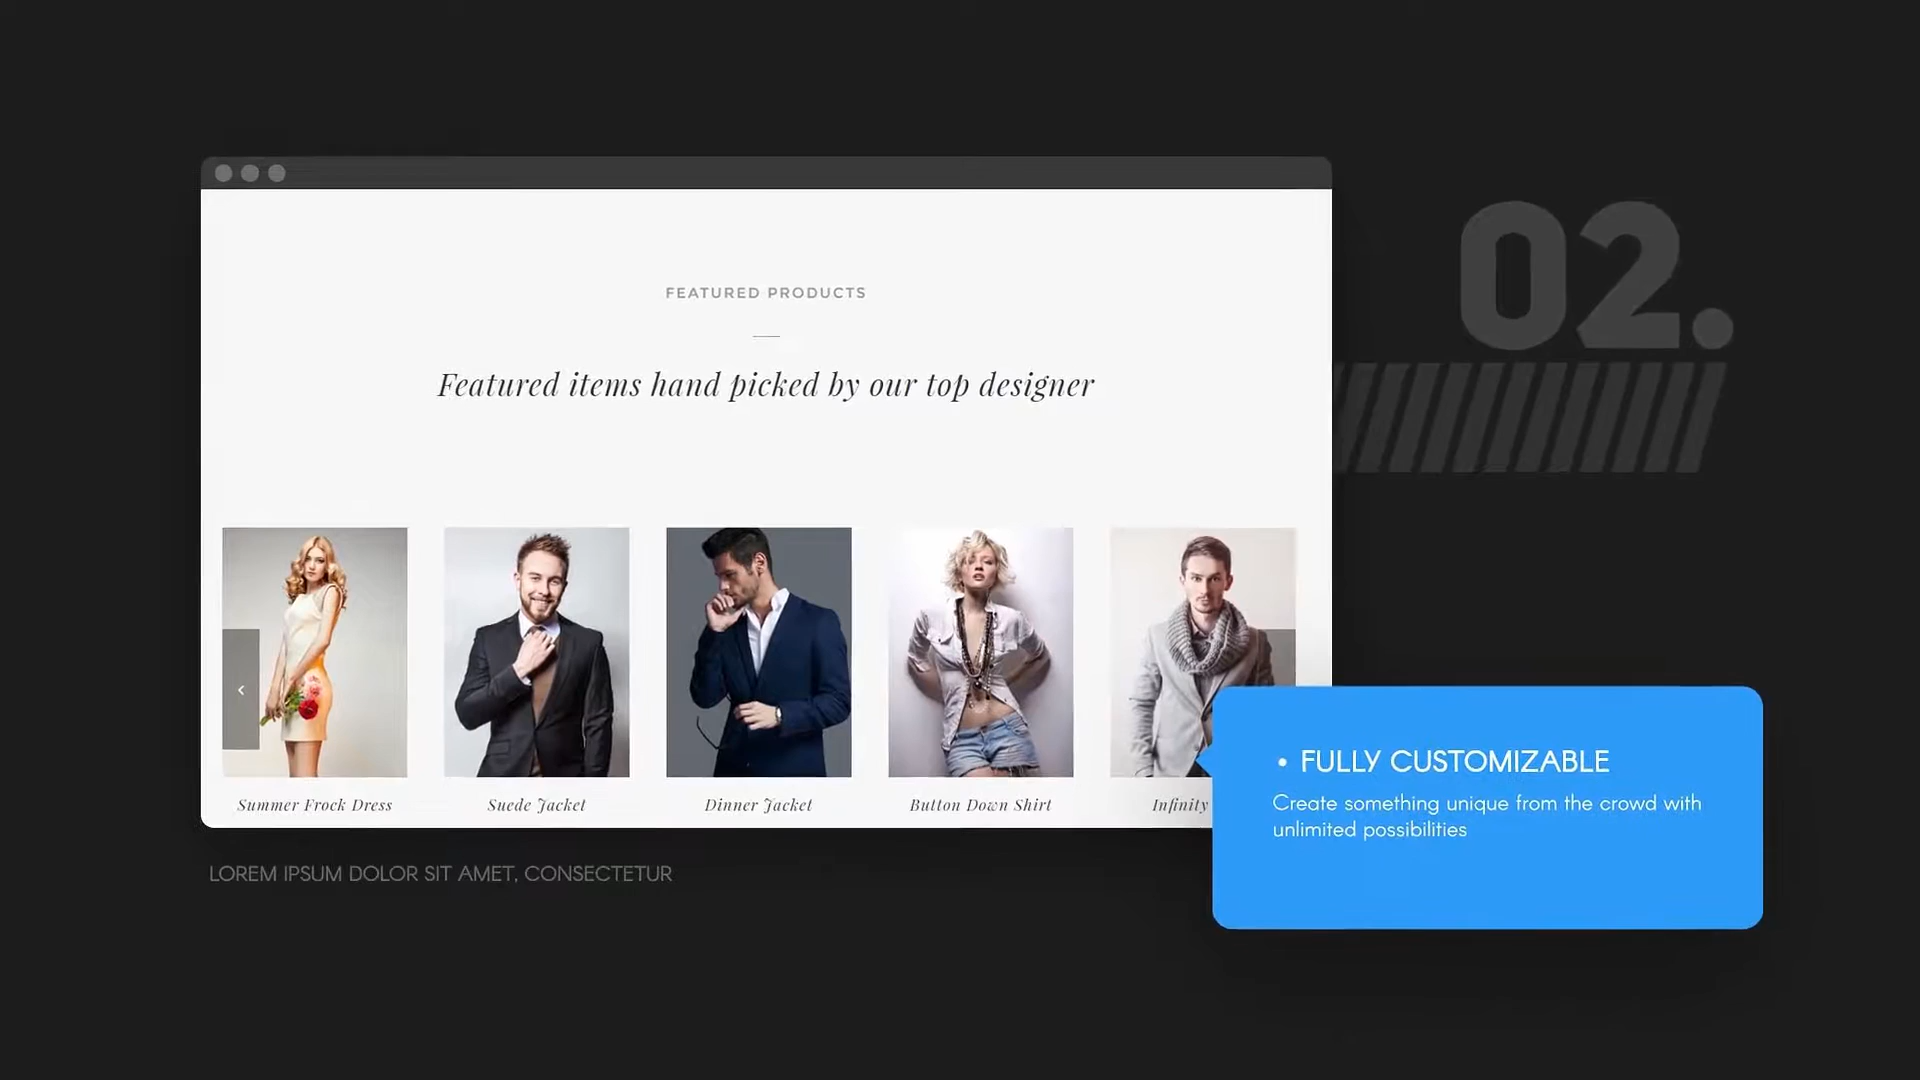 02.
FEATURED PRODUCTS
Featured items hand picked by our top designer
Summer Frock Dress
Suede Jacket
Dinner Jacket
Button Down Shirt
Infinity
• FULLY CUSTOMIZABLE
Create something unique from the crowd with
unlimited possibilities
LOREM IPSUM DOLOR SIT AMET, CONSECTETUR